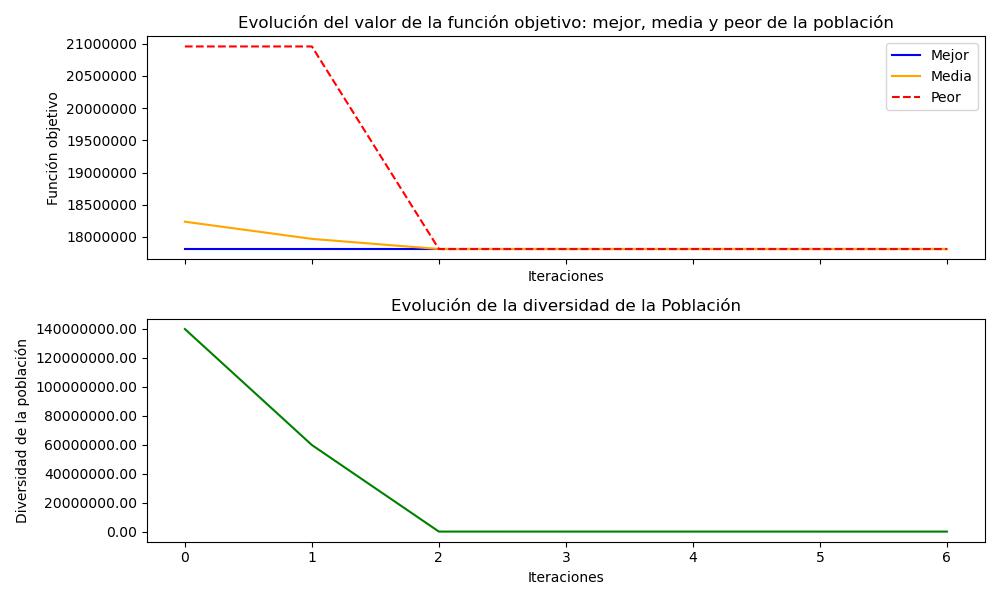 Evolución del valor de la función objetivo: mejor, media y peor de la población
21000000
20500000
20000000
19500000
19000000
18500000
18000000
Función objetivo
Mejor
Media
Peor
Iteraciones
Evolución de la diversidad de la Población
140000000.00
120000000.00
100000000.00
80000000.00
60000000.00
40000000.00
20000000.00
0.00
Diversidad de la población
0 1 2 3 4 5 6
Iteraciones